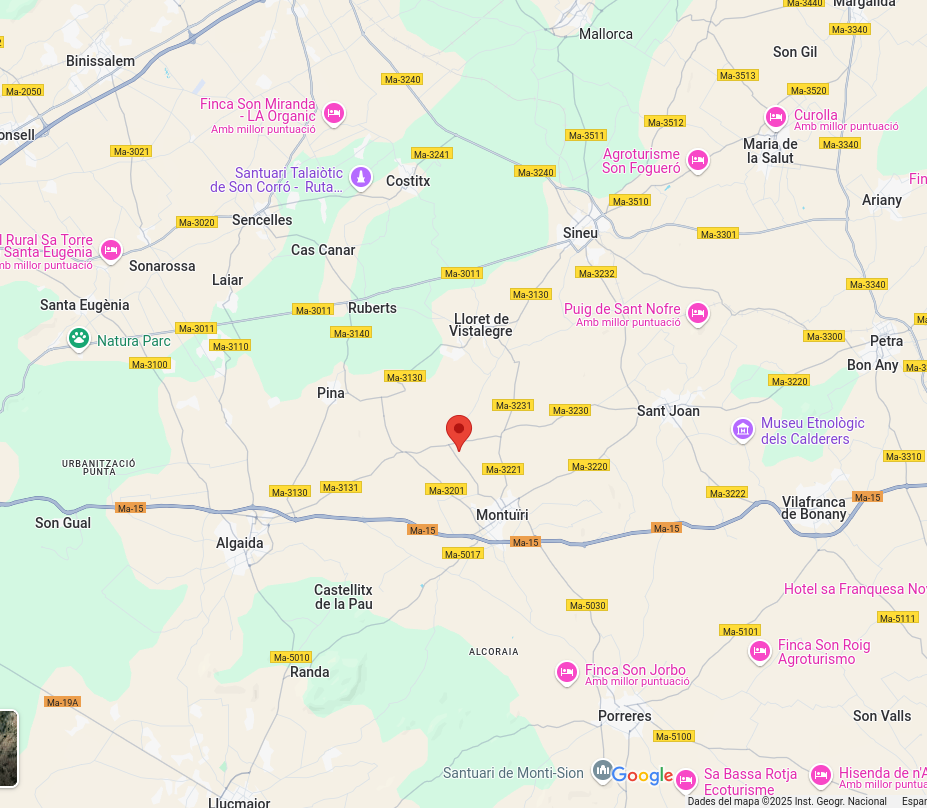 Ma-3440
Margalida
Mallorca
Ma-3340
Son Gil
Binissalem
Ma-3240
Ma-3513
Ma-2050
Ma-3520
Finca Son Miranda
- LA Organic
Amb millor puntuació
Curolla
Amb millor puntuació
Ma-3512
onsell
Ma-3511
Maria de
la Salut
Ma-3340
Ma-3021
Ma-3241
Agroturisme
Son Fogueró
Santuari Talaiòtic
de Son Corró - Ruta...
Costitx
Ma-3240
Fin
Ma-3510
Ariany
Sencelles
Ma-3020
Sineu
Ma-3301
l Rural Sa Torre
Santa Eugènia
mb millor puntuació
Cas Canar
Sonarossa
Laiar
Ma-3011
Ma-3232
Ma-3340
Ma-3130
Santa Eugènia
Ma-3011
Ruberts
Puig de Sant Nofre
Amb millor puntuació
Lloret de
Vistalegre
Ma-3011
Ma-3140
Ma-3300
Natura Parc
Ma-3110
Petra
Ma-3100
Bon Any
Ma-3130
Ma-3220
Pina
Ma-3231
Ma-3230
Sant Joan
Museu Etnològic
dels Calderers
Ma-3310
URBANITZACIÓ
PUNTA
Ma-3221
Ma-3220
Ma-3130
Ma-3131
Ma-3201
Ma-3222
Ma-15
Vilafranca
de Bonany
Ma-15
Montuïri
Son Gual
Ma-15
Ma-15
Ma-15
Algaida
Ma-5017
Castellitx
de la Pau
Hotel sa Franquesa Nov
Ma-5030
Ma-5111
Ma-5101
ALCORAIA
Finca Son Roig
Agroturismo
Ma-5010
Randa
Finca Son Jorbo
Amb millor puntuació
Ma-19A
Porreres
Son Valls
Ma-5100
Santuari de Monti-Sion
Google
Sa Bassa Rotja
Ecoturisme
Hisenda de n'A
Amb millor puntua
Llucmajor
Dades del mapa ©2025 Inst. Geogr. Nacional
Espan